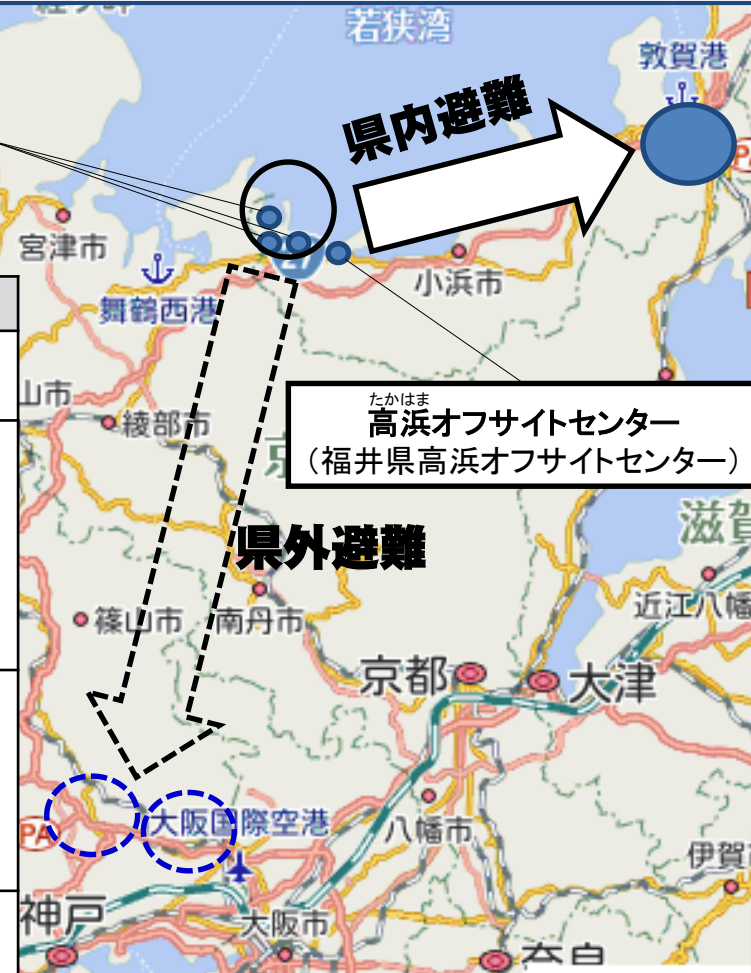 若狭湾
敦賀港
県内避難
宮津市
小浜市
舞鶴西港
山市
綾部市
たかはま
高浜オフサイトセンター
（福井県高浜オフサイトセンター）
京
滋賀
県外避難
近江八幡
篠山市
南丹市
京都
大津
PA
大阪国際空港
八幡市
伊賀
神戸
大阪市